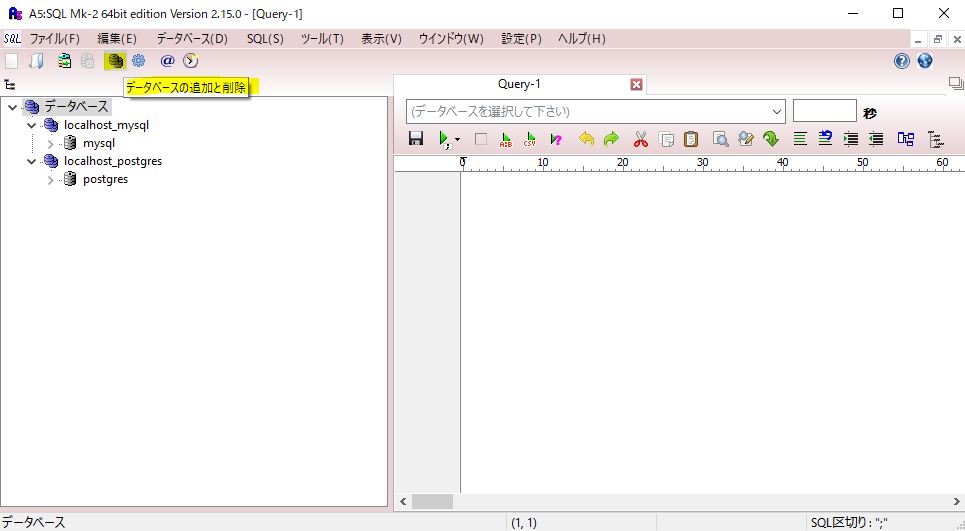 A5:SQL Mk-2 64bit edition Version 2.15.0 - [Query-1]
SQL ファイル(F) 編集(E) データベース(D) SQL(S) ツール(T) 表示(V) ウインドウ(W) 設定(P) ヘルプ(H)
データベースの追加と削除
Query-1
データベース
(データベースを選択して下さい)
秒
localhost_mysql
mysql
A:B
CSV
localhost_postgres
0 10 20 30 40 50 60
postgres
データベース
(1, 1)
SQL区切り: ";"